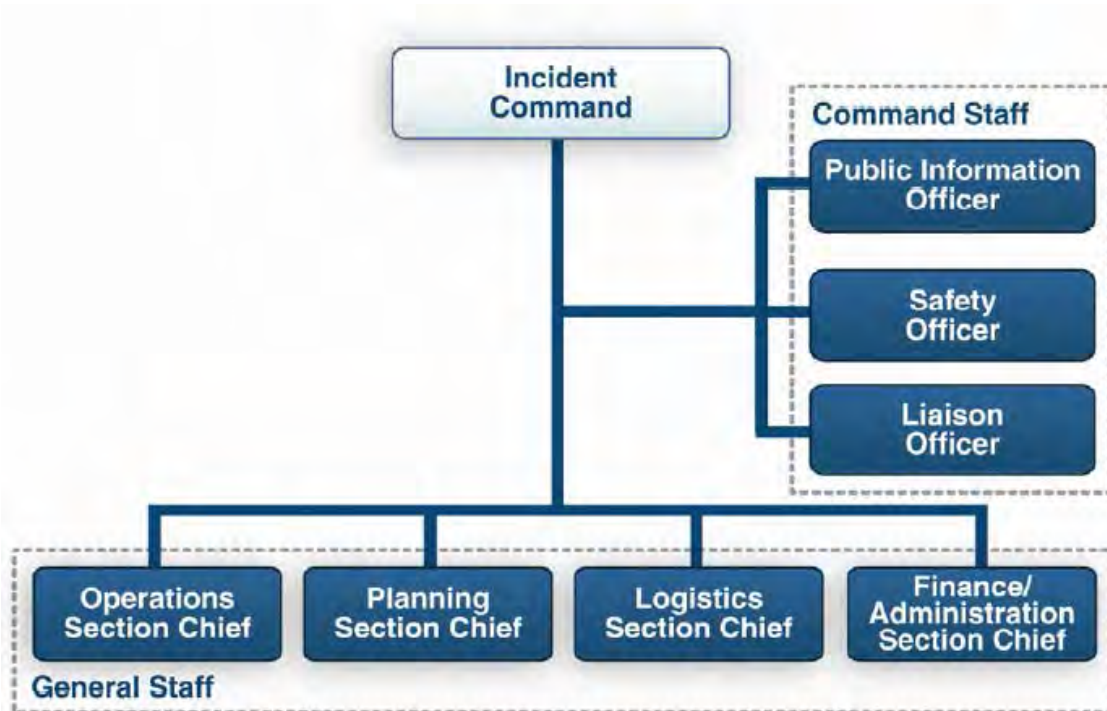 Incident
Command
Command Staff
Public Information
Officer
Safety
Officer
Liaison
Officer
Operations
Section Chief
Planning
Section Chief
Logistics
Section Chief
Finance/
Administration
Section Chief
General Staff